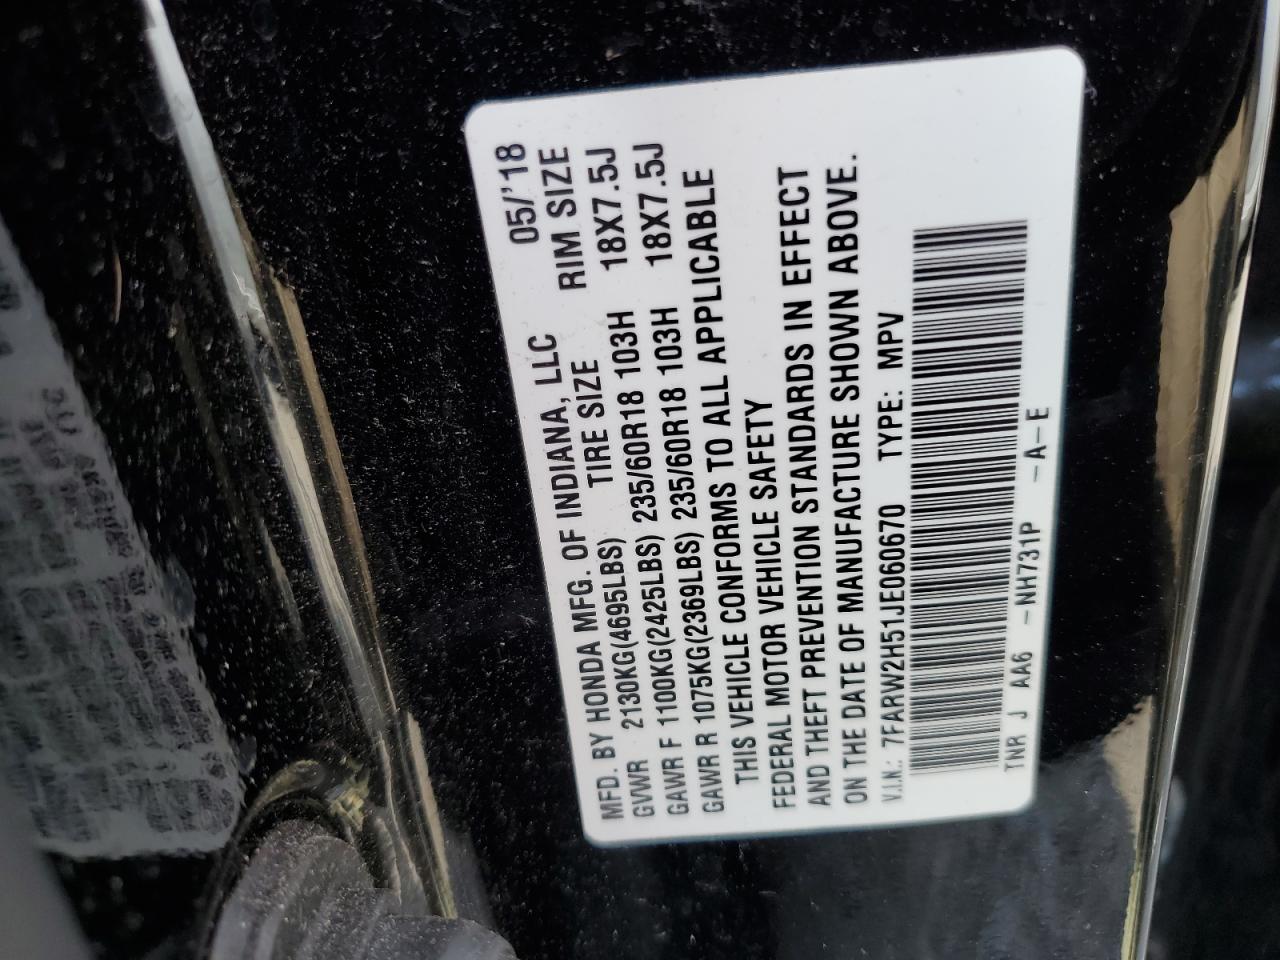 MFD. BY HONDA MFG. OF INDIANA, LLC 05/'18
GVWR 2130KG(4695LBS) TIRE SIZE RIM SIZE
GAWR F 1100KG(2425LBS) 235/60R18 103H 18X7.5J
GAWR R 1075KG(2369LBS) 235/60R18 103H 18X7.5J
THIS VEHICLE CONFORMS TO ALL APPLICABLE
FEDERAL MOTOR VEHICLE SAFETY
AND THEFT PREVENTION STANDARDS IN EFFECT
ON THE DATE OF MANUFACTURE SHOWN ABOVE.
V.I.N.: 7FARW2H51JE060670 TYPE: MPV
TNR J AA6 -NH731P -A-E